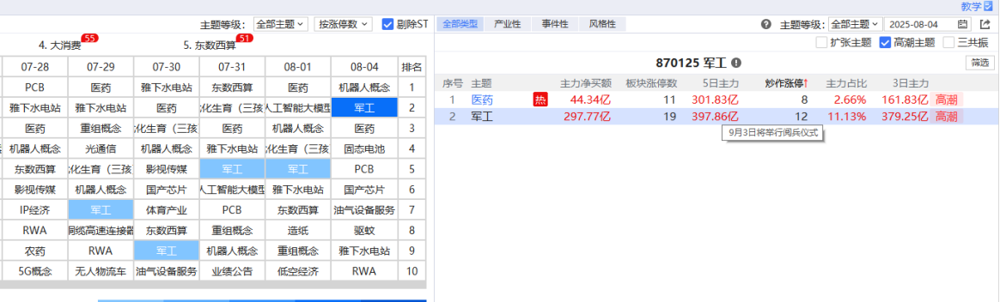 教学
主题等级: 全部主题 按涨停数 剔除ST
全部类型 产业性 事件性 风格性
? 主题等级: 全部主题 2025-08-04
4. 大消费 55 5. 东数西算 51
扩张主题 高潮主题 三共振
870125 军工
筛选
07-28 07-29 07-30 07-31 08-01 08-04 排名
PCB 医药 雅下水电站 东数西算 医药 机器人概念 1
雅下水电站 雅下水电站 医药 化生育（三孩 人工智能大模型 军工 2
医药 重组概念 化生育（三孩 医药 机器人概念 医药 3
机器人概念 光通信 机器人概念 雅下水电站 化生育（三孩 固态电池 4
东数西算 化生育（三孩 影视传媒 军工 军工 PCB 5
影视传媒 机器人概念 国产芯片 人工智能大模型 雅下水电站 国产芯片 6
IP经济 军工 体育产业 PCB 东数西算 油气设备服务 7
RWA 铜缆高速连接器 东数西算 重组概念 造纸 驱蚊 8
农药 RWA 军工 机器人概念 重组概念 雅下水电站 9
5G概念 无人物流车 油气设备服务 业绩公告 低空经济 RWA 10
序号 主题 主力净买额 板块涨停数 5日主力 炒作涨停↑ 主力占比 3日主力
1 医药 热 44.34亿 11 301.83亿 8 2.66% 161.83亿 高潮
2 军工 297.77亿 19 397.86亿 12 11.13% 379.25亿 高潮
9月3日将举行阅兵仪式